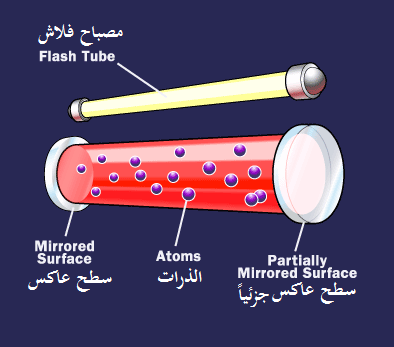 مصباح فلاش
Flash Tube
Mirrored
Surface
سطح عاكس
Atoms
الذرات
Partially
Mirrored Surface
سطح عاكس جزئياً